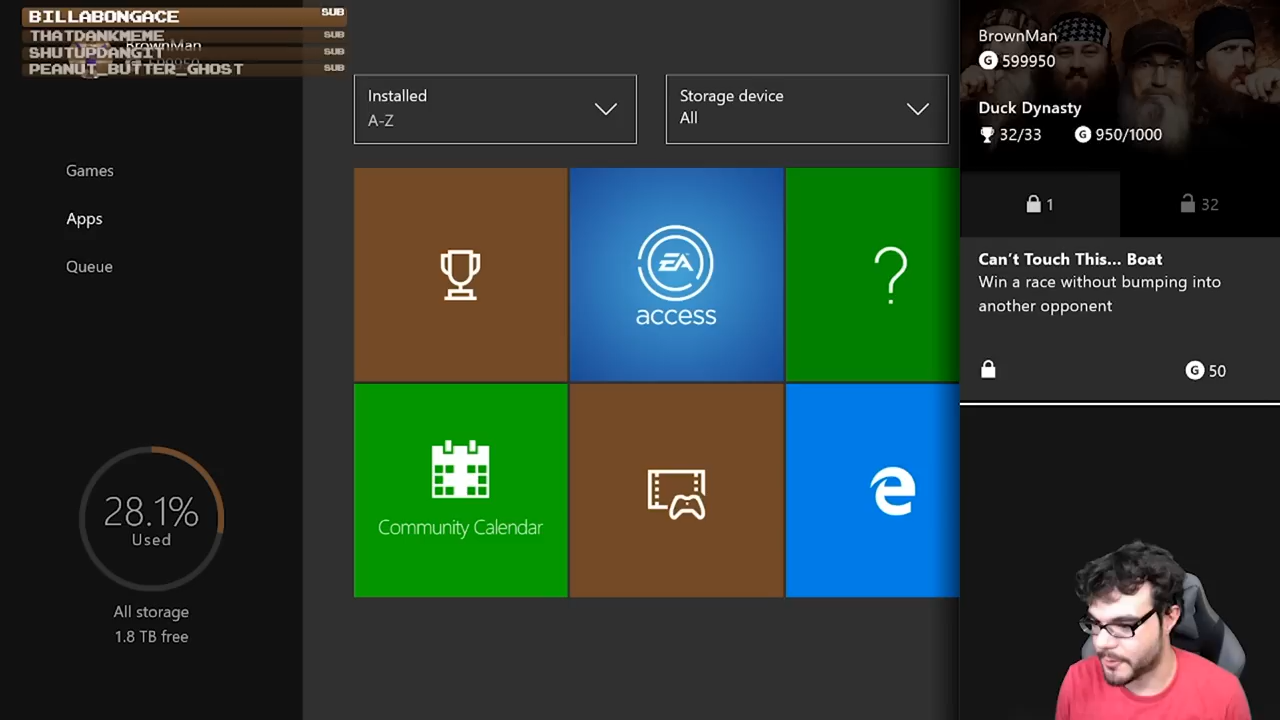 BILLABONGACE SUB
THATDANKMEME SUB
SHUTUPDANGIT SUB
PEANUT_BUTTER_GHOST SUB
BrownMan
Games
Apps
Queue
28.1%
Used
All storage
1.8 TB free
Installed
A-Z
Storage device
All
EA
access
?
Community Calendar
BrownMan
G 599950
Duck Dynasty
32/33 G 950/1000
1
32
Can't Touch This... Boat
Win a race without bumping into
another opponent
G 50